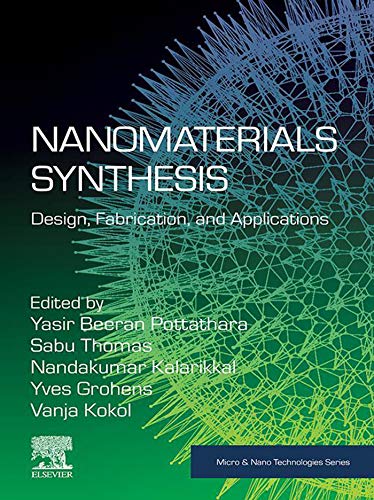 NANOMATERIALS
SYNTHESIS
Design, Fabrication, and Applications
Edited by
Yasir Beeran Pottathara
Sabu Thomas
Nandakumar Kalarikkal
Yves Grohens
Vanja Kokol
ELSEVIER
Micro & Nano Technologies Series